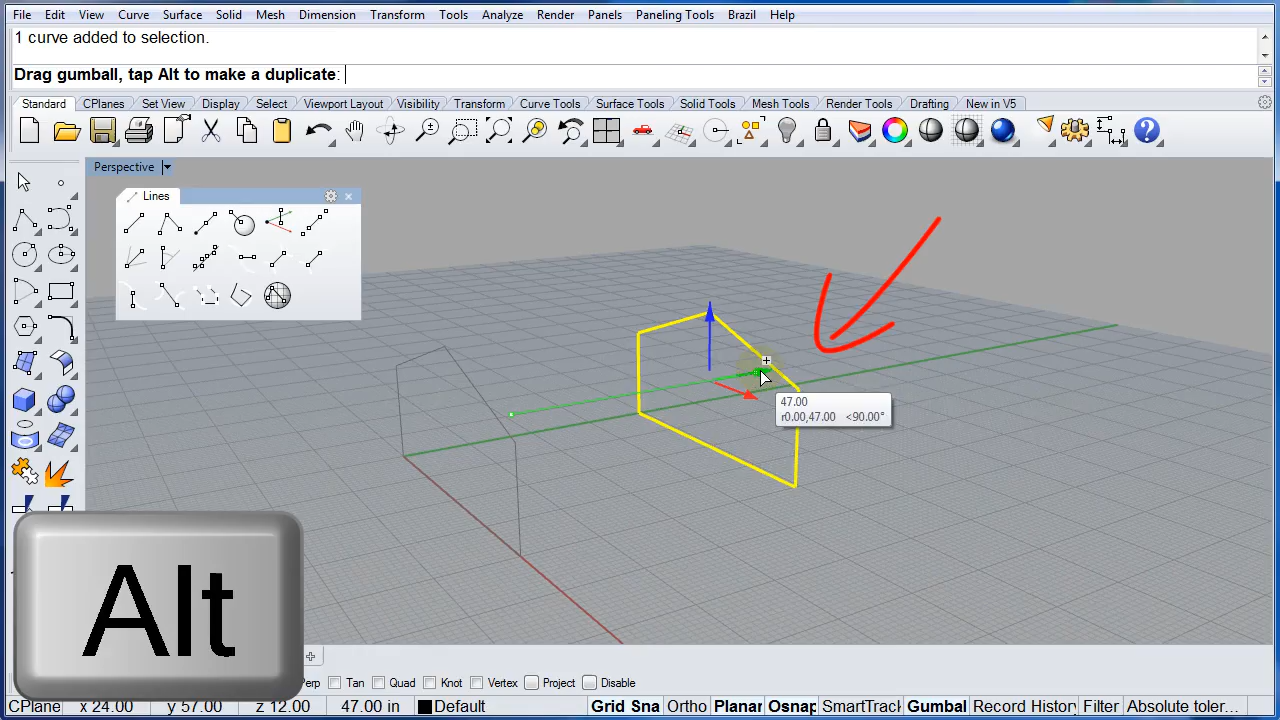 File Edit View Curve Surface Solid Mesh Dimension Transform Tools Analyze Render Panels Paneling Tools Brazil Help
1 curve added to selection.
Drag gumball, tap Alt to make a duplicate:
Standard CPlanes Set View Display Select Viewport Layout Visibility Transform Curve Tools Surface Tools Solid Tools Mesh Tools Render Tools Drafting New in V5
Perspective
Lines
47.00
r0.00,47.00 <90.00°
Alt
Perp Tan Quad Knot Vertex Project Disable
CPlane x 24.00 y 57.00 z 12.00 47.00 in Default Grid Sna Ortho Planar Osnap SmartTrack Gumbal Record History Filter Absolute toler...